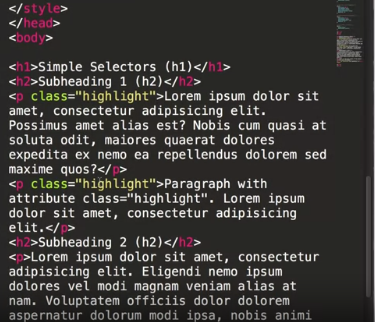 </style>
</head>
<body>
<h1>Simple Selectors (h1)</h1>
<h2>Subheading 1 (h2)</h2>
<p class="highlight">Lorem ipsum dolor sit
amet, consectetur adipisicing elit.
Possimus amet alias est? Nobis cum quasi at
soluta odit, maiores quaerat dolores
expedita ex nemo ea repellendus dolorem sed
maxime quos?</p>
<p class="highlight">Paragraph with
attribute class="highlight". Lorem ipsum
dolor sit amet, consectetur adipisicing
elit.</p>
<h2>Subheading 2 (h2)</h2>
<p>Lorem ipsum dolor sit amet, consectetur
adipisicing elit. Eligendi nemo ipsum
dolores vel modi magnam veniam alias at
nam. Voluptatem officiis dolor dolorem
aspernatur dolorum modi ipsa, nobis animi